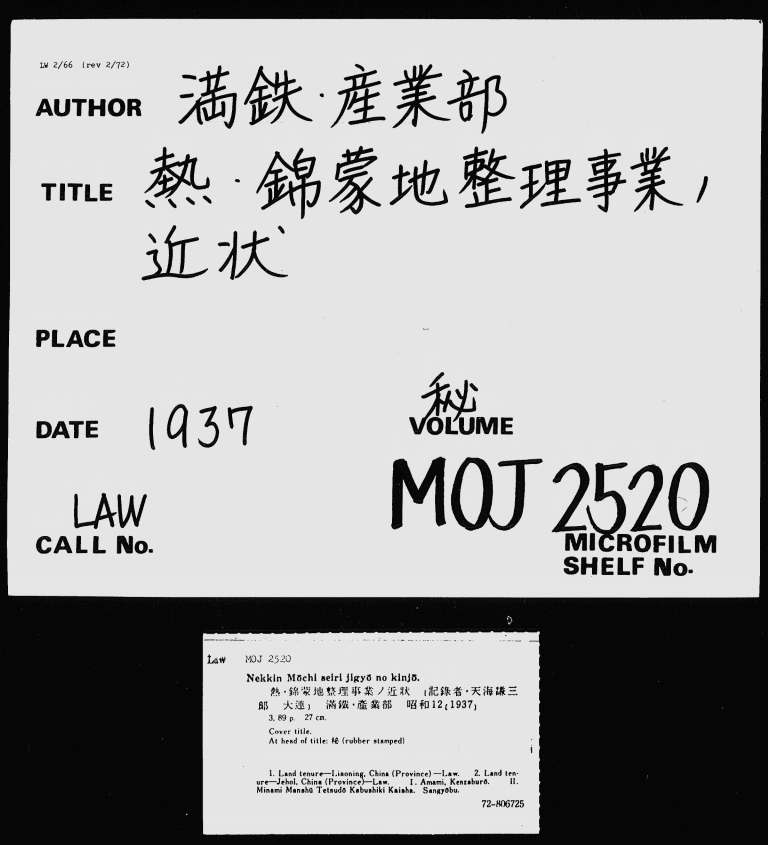 LW 2/66 (rev 2/72)
AUTHOR 満鉄・産業部
TITLE 熱・錦蒙地整理事業ノ
近状
PLACE
秘
DATE 1937 VOLUME
LAW MOJ 2520
CALL No. MICROFILM
SHELF No.
Law MOJ 2520
Nekkin Mōchi seiri jigyō no kinjō.
熱・錦蒙地整理事業ノ近状 〔記錄者・天海謙三
郎 大連〕 滿鐵・產業部 昭和12〔1937〕
3, 89 p. 27 cm.
Cover title.
At head of title: 秘 (rubber stamped)
1. Land tenure—Liaoning, China (Province)—Law. 2. Land ten-
ure—Jehol, China (Province)—Law. I. Amami, Kenzaburō. II.
Minami Manshū Tetsudō Kabushiki Kaisha. Sangyōbu.
72-806725